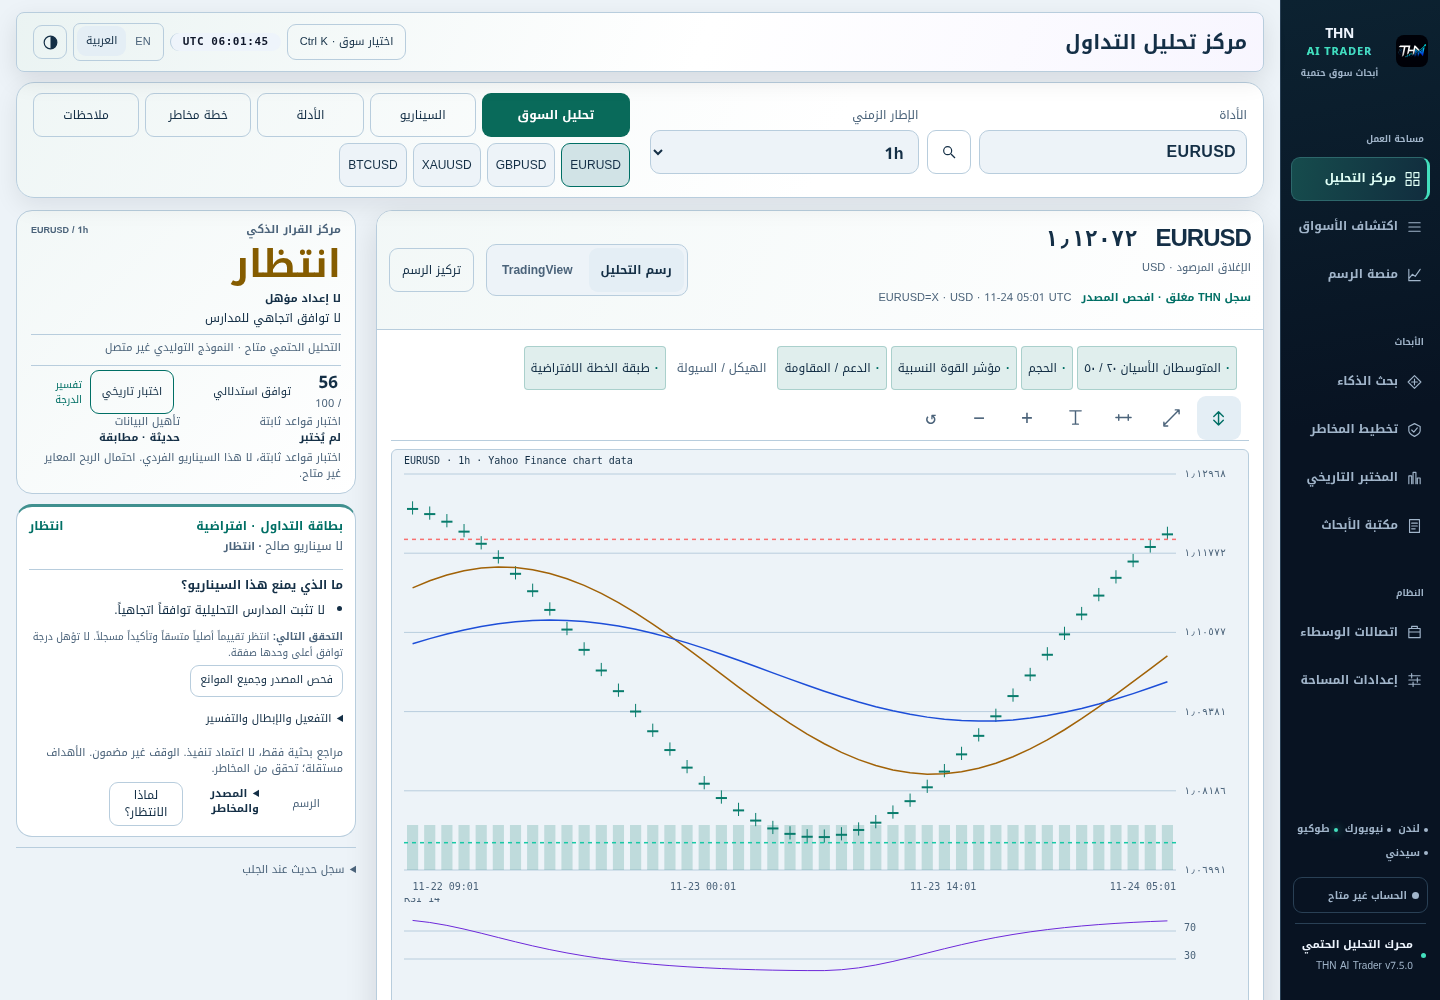 THN
AI TRADER
أبحاث سوق حتمية
مساحة العمل
مركز التحليل
اكتشاف الأسواق
منصة الرسم
الأبحاث
بحث الذكاء
تخطيط المخاطر
المختبر التاريخي
مكتبة الأبحاث
النظام
اتصالات الوسطاء
إعدادات المساحة
لندن نيويورك طوكيو
سيدني
الحساب غير متاح
محرك التحليل الحتمي
THN AI Trader v7.5.0
مركز تحليل التداول
اختيار سوق · Ctrl K
UTC 06:01:45
EN العربية
الأداة
EURUSD
الإطار الزمني
1h
تحليل السوق السيناريو الأدلة خطة مخاطر ملاحظات
EURUSD GBPUSD XAUUSD BTCUSD
EURUSD ١٫١٢٠٧٢
الإغلاق المرصود · USD
سجل THN مغلق · افحص المصدر EURUSD=X · USD · 11-24 05:01 UTC
رسم التحليل TradingView
تركيز الرسم
· المتوسطان الأسيان ٢٠ / ٥٠
· الحجم
· مؤشر القوة النسبية
· الدعم / المقاومة
الهيكل / السيولة
· طبقة الخطة الافتراضية
EURUSD · 1h · Yahoo Finance chart data
١٫١٢٩٦٨
١٫١١٧٧٢
١٫١٠٥٧٧
١٫٠٩٣٨١
١٫٠٨١٨٦
١٫٠٦٩٩١
11-22 09:01 11-23 00:01 11-23 14:01 11-24 05:01
RSI 14
70
30
مركز القرار الذكي EURUSD / 1h
انتظار
لا إعداد مؤهل
لا توافق اتجاهي للمدارس
التحليل الحتمي متاح · النموذج التوليدي غير متصل
56
/ 100
توافق استدلالي
اختبار تاريخي
تفسير
الدرجة
اختبار قواعد ثابتة
لم يُختبر
تأهيل البيانات
حديثة · مطابقة
اختبار قواعد ثابتة، لا هذا السيناريو الفردي. احتمال الربح المعاير
غير متاح.
بطاقة التداول · افتراضية انتظار
لا سيناريو صالح · انتظار
ما الذي يمنع هذا السيناريو؟
• لا تثبت المدارس التحليلية توافقاً اتجاهياً.
التحقق التالي: انتظر تقييماً أصلياً متسقاً وتأكيداً مسجلاً. لا تؤهل درجة
توافق أعلى وحدها صفقة.
فحص المصدر وجميع الموانع
التفعيل والإبطال والتفسير
مراجع بحثية فقط، لا اعتماد تنفيذ. الوقف غير مضمون. الأهداف
مستقلة؛ تحقق من المخاطر.
الرسم
المصدر
والمخاطر
لماذا
الانتظار؟
سجل حديث عند الجلب